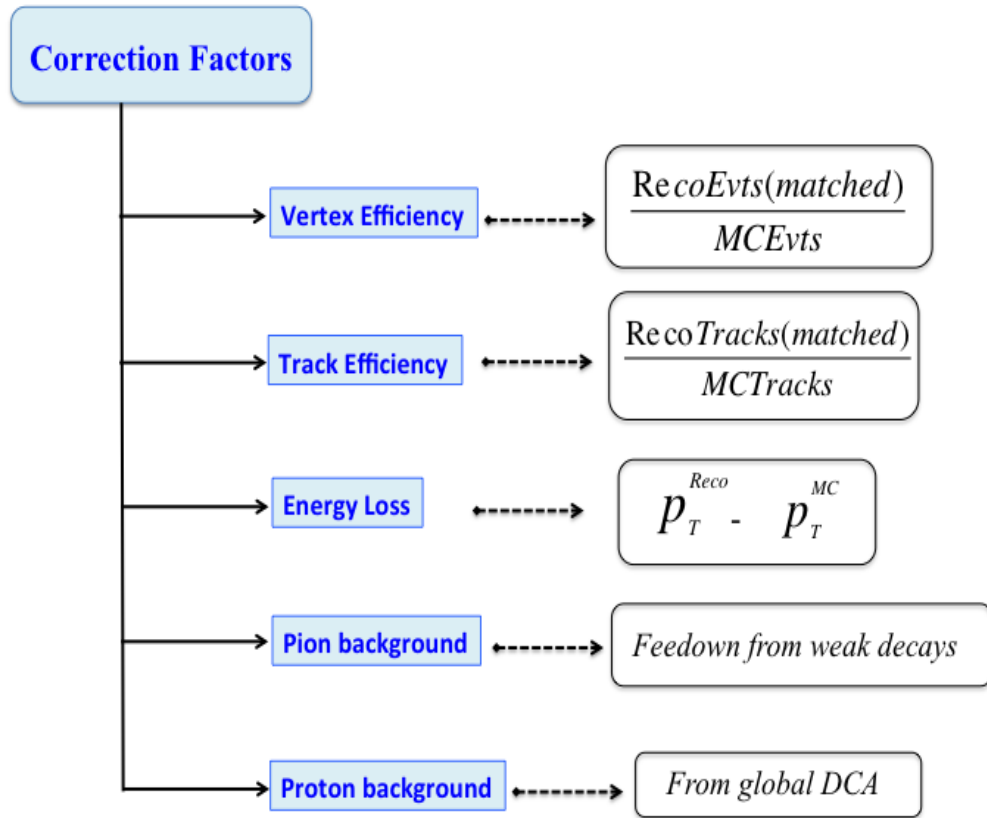 Correction Factors
Vertex Efficiency
RecoEvts(matched)
MCEvts
Track Efficiency
RecoTracks(matched)
MCTracks
Energy Loss
p_T^Reco - p_T^MC
Pion background
Feedown from weak decays
Proton background
From global DCA